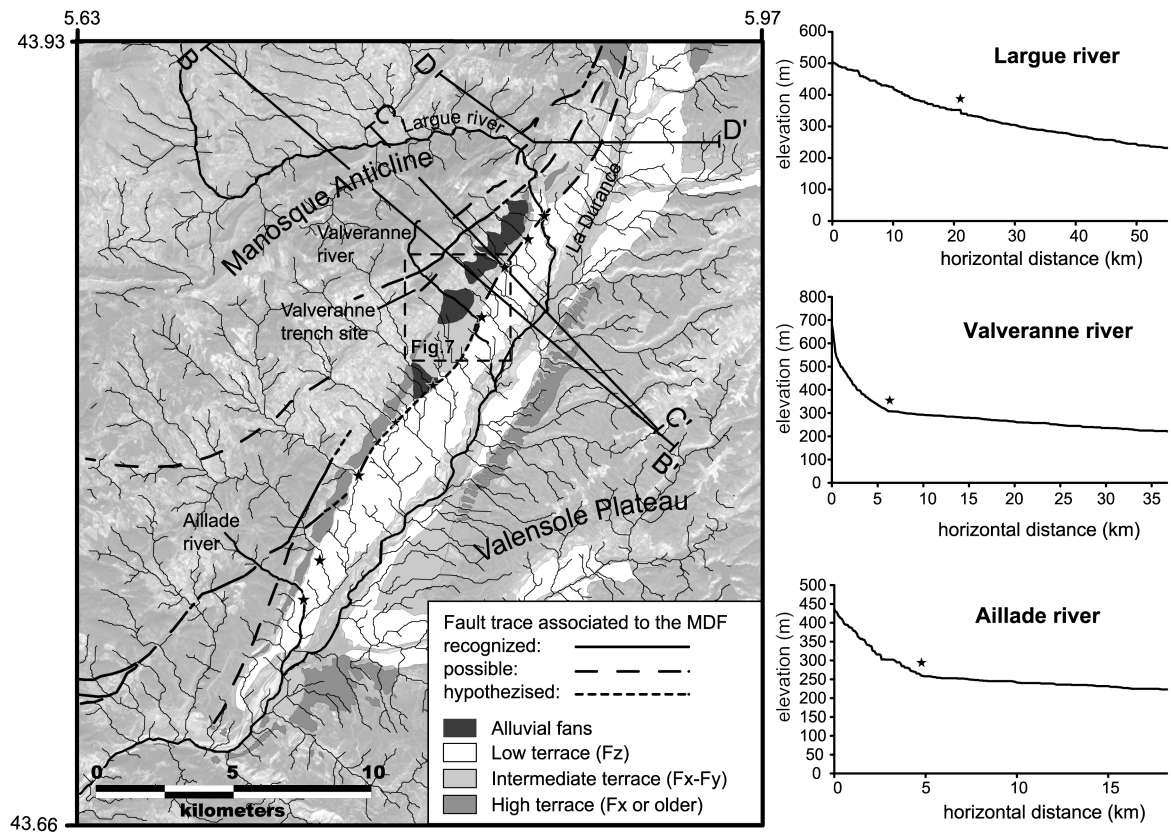 5.63
5.97
43.93
43.66
B
D
C
Largue river
D'
Manosque Anticline
La Durance
Valveranne
river
Valveranne
trench site
Fig.7
C'
B'
Valensole Plateau
Aillade
river
0 5 10
kilometers
Fault trace associated to the MDF
recognized:
possible:
hypothezised:
Alluvial fans
Low terrace (Fz)
Intermediate terrace (Fx-Fy)
High terrace (Fx or older)
Largue river
elevation (m)
600
500
400
300
200
100
0
0 10 20 30 40 50
horizontal distance (km)
Valveranne river
elevation (m)
800
700
600
500
400
300
200
100
0
0 5 10 15 20 25 30 35
horizontal distance (km)
Aillade river
elevation (m)
500
450
400
350
300
250
200
150
100
50
0
0 5 10 15
horizontal distance (km)